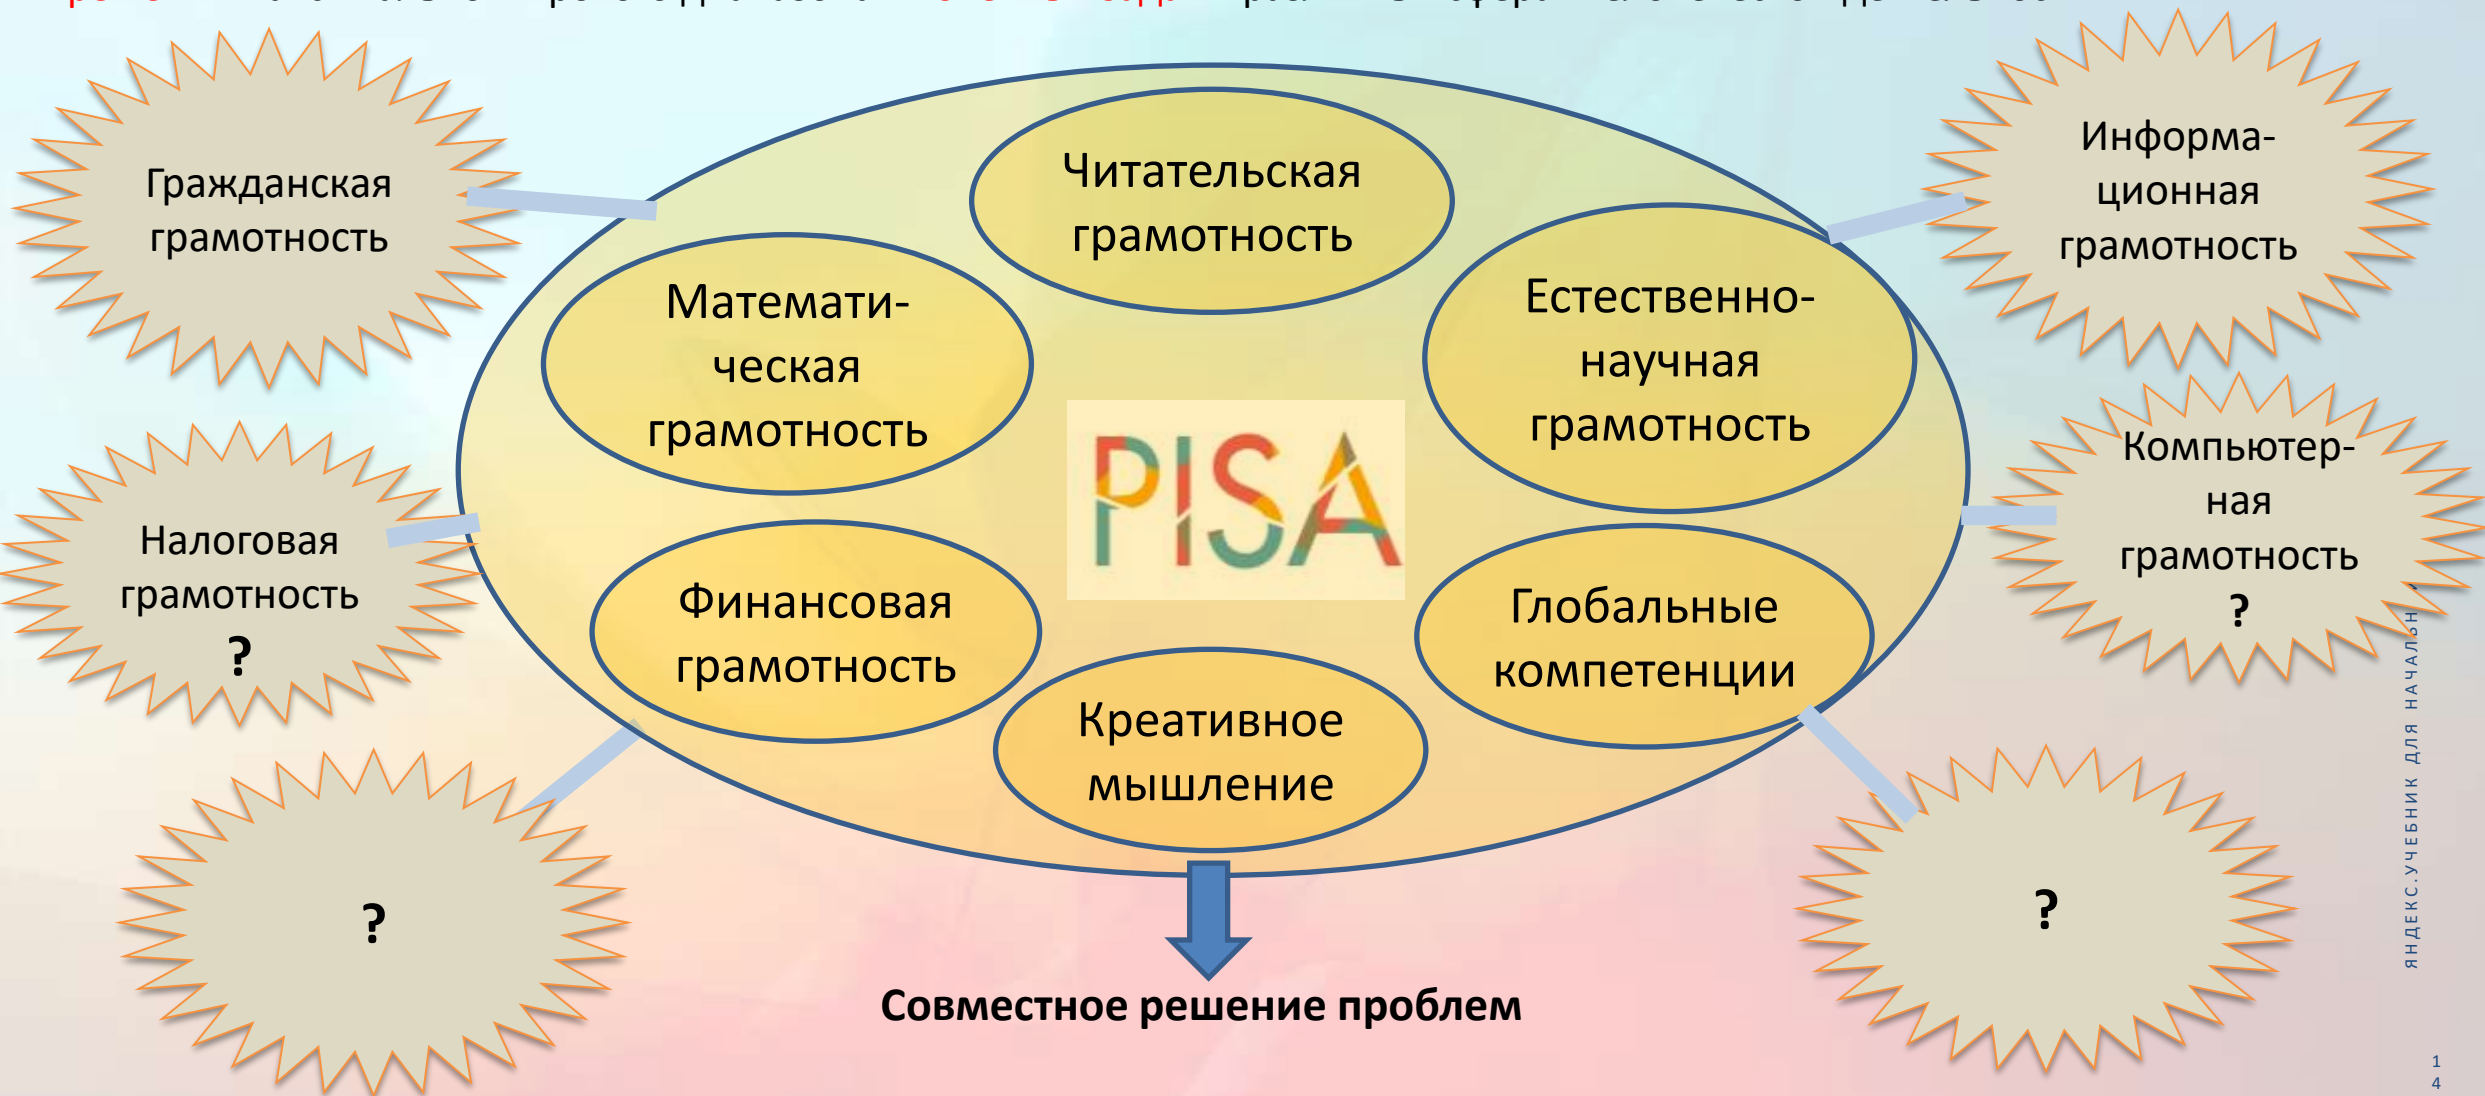 Гражданская
грамотность
Читательская
грамотность
Информа-
ционная
грамотность
Математи-
ческая
грамотность
Естественно-
научная
грамотность
PISA
Компьютер-
ная
грамотность
?
Налоговая
грамотность
?
Финансовая
грамотность
Глобальные
компетенции
Креативное
мышление
?
?
Совместное решение проблем
ЯНДЕКС.УЧЕБНИК ДЛЯ
1
4